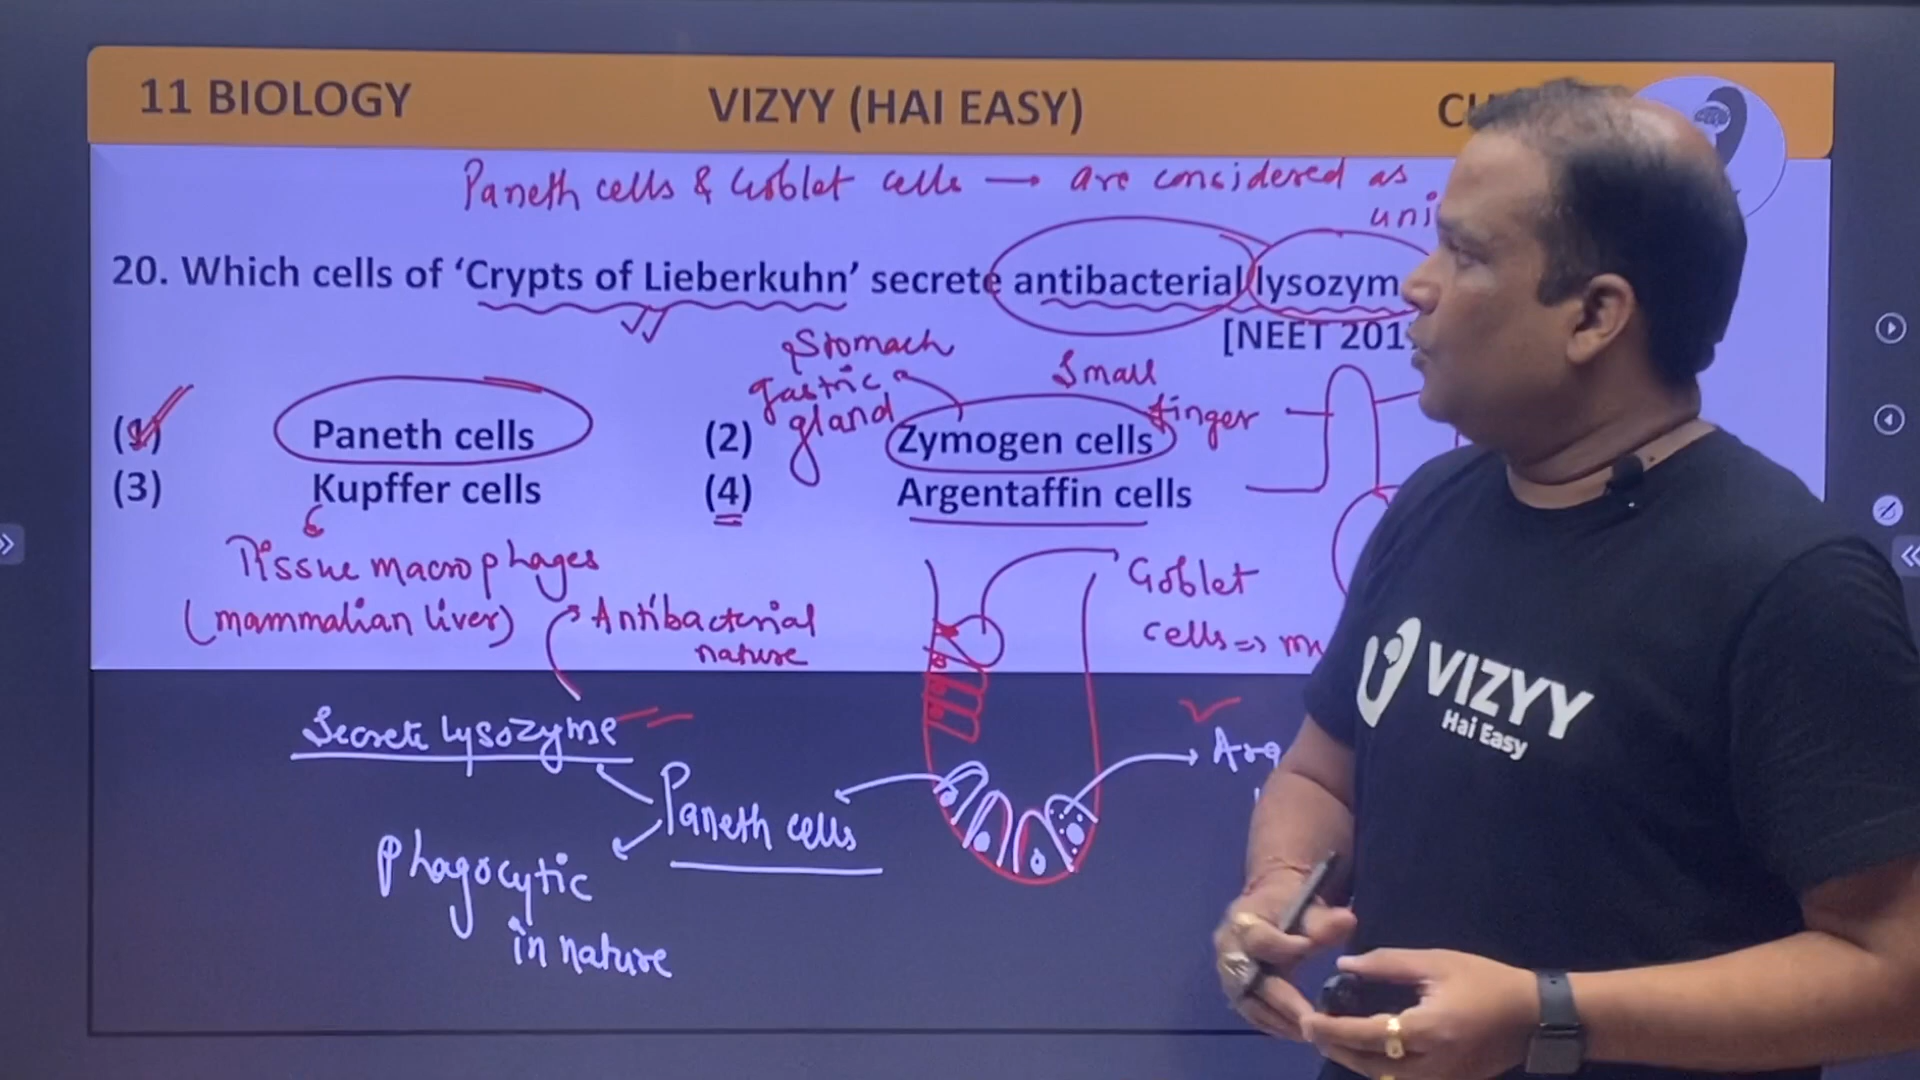 11 BIOLOGY
VIZYY (HAI EASY)
Paneth cells & Goblet cells → are considered as
20. Which cells of ‘Crypts of Lieberkuhn’ secrete antibacterial lysozym
[NEET 201
(1) Paneth cells
(2) Zymogen cells
(3) Kupffer cells
(4) Argentaffin cells
Stomach
gastric
gland
Small
finger
Tissue macrophages
(mammalian liver)
Antibacterial
nature
Goblet
cells ⇒
Secrete lysozyme
Paneth cells
Phagocytic
in nature
VIZYY
Hai Easy